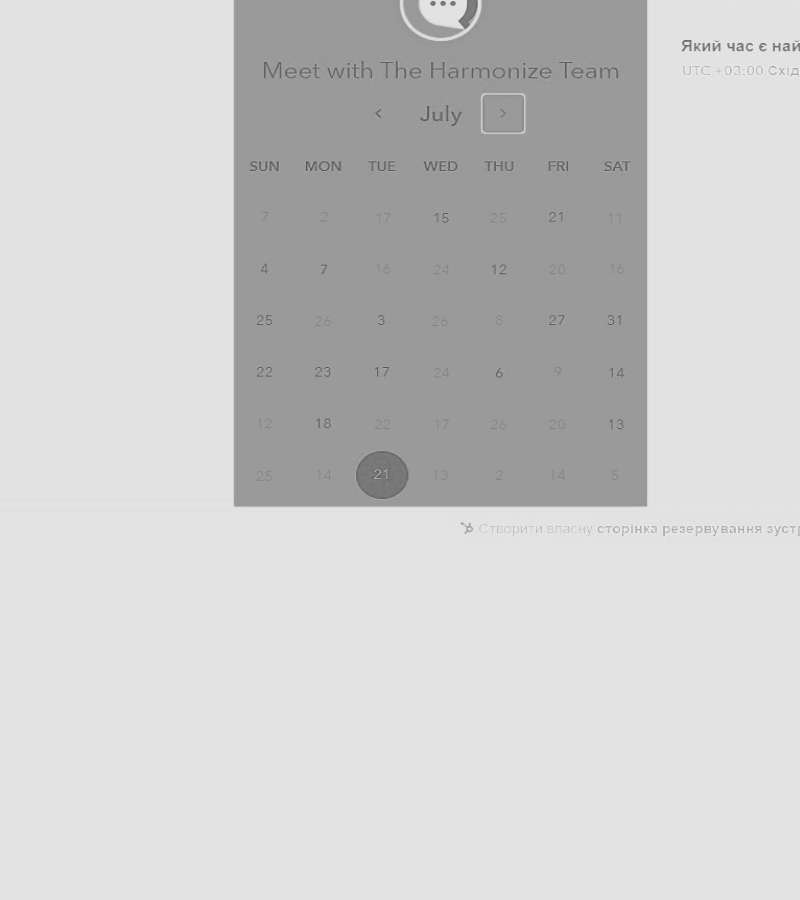 Meet with The Harmonize Team
Який час є най
UTC +03:00 Схід
July
SUN MON TUE WED THU FRI SAT
7 2 17 15 25 21 11
4 7 16 24 12 20 16
25 26 3 26 8 27 31
22 23 17 24 6 9 14
12 18 22 17 26 20 13
25 14 21 13 2 14 5
Створити власну сторінка резервування зустр